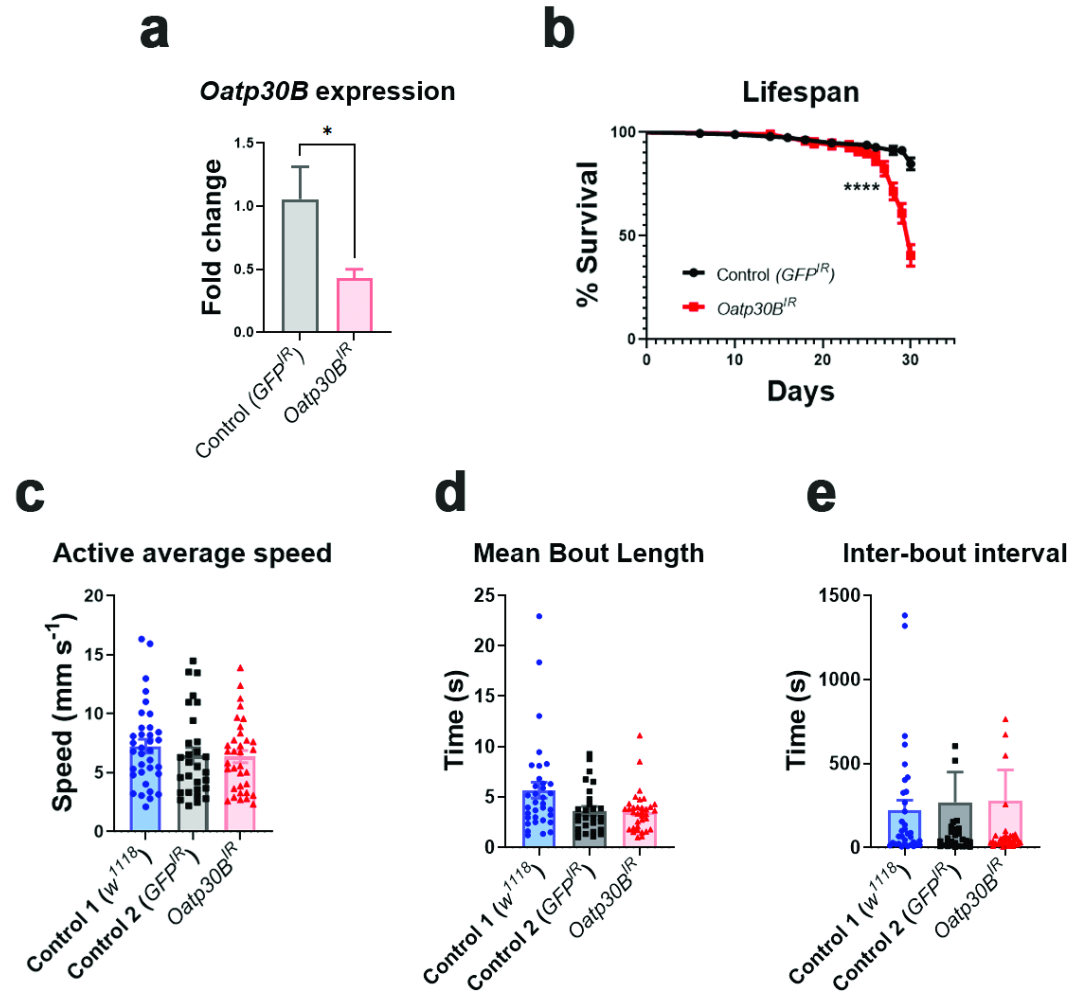 a
Oatp30B expression
*
1.5
1.0
0.5
0.0
Fold change
Control (GFP^IR)
Oatp30B^IR
b
Lifespan
100
50
0
% Survival
****
Control (GFP^IR)
Oatp30B^IR
0 10 20 30
Days
c
Active average speed
20
15
10
5
0
Speed (mm s^-1)
Control 1 (w^1118)
Control 2 (GFP^IR)
Oatp30B^IR
d
Mean Bout Length
25
20
15
10
5
0
Time (s)
Control 1 (w^1118)
Control 2 (GFP^IR)
Oatp30B^IR
e
Inter-bout interval
1500
1000
500
0
Time (s)
Control 1 (w^1118)
Control 2 (GFP^IR)
Oatp30B^IR